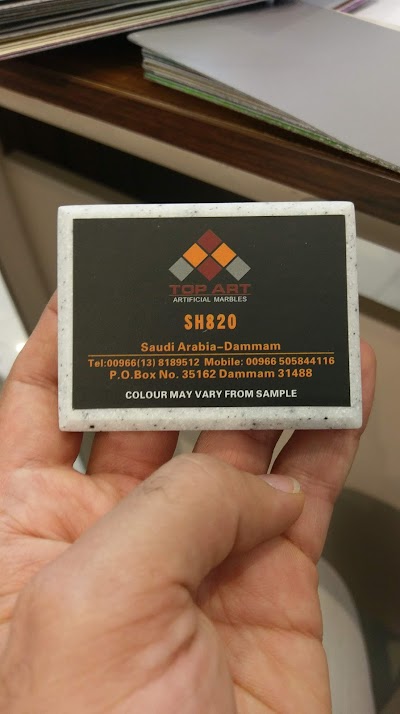 TOP ART
ARTIFICIAL MARBLES
SH820
Saudi Arabia-Dammam
Tel:00966(13) 8189512 Mobile: 00966 505844116
P.O.Box No. 35162 Dammam 31488
COLOUR MAY VARY FROM SAMPLE